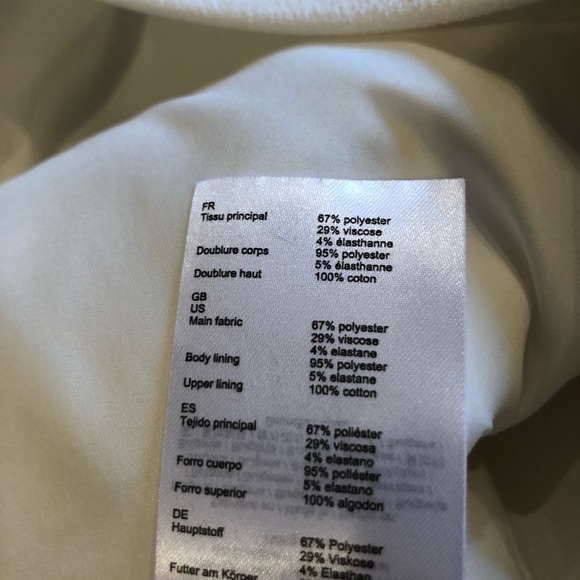 FR
Tissu principal 67% polyester
29% viscose
4% élasthanne
Doublure corps 95% polyester
5% élasthanne
Doublure haut 100% coton
GB
US
Main fabric 67% polyester
29% viscose
4% elastane
Body lining 95% polyester
5% elastane
Upper lining 100% cotton
ES
Tejido principal 67% poliéster
29% viscosa
4% elastano
Forro cuerpo 95% poliéster
5% elastano
Forro superior 100% algodon
DE
Hauptstoff 67% Polyester
29% Viskose
4% Elasthan
Futter am Körper